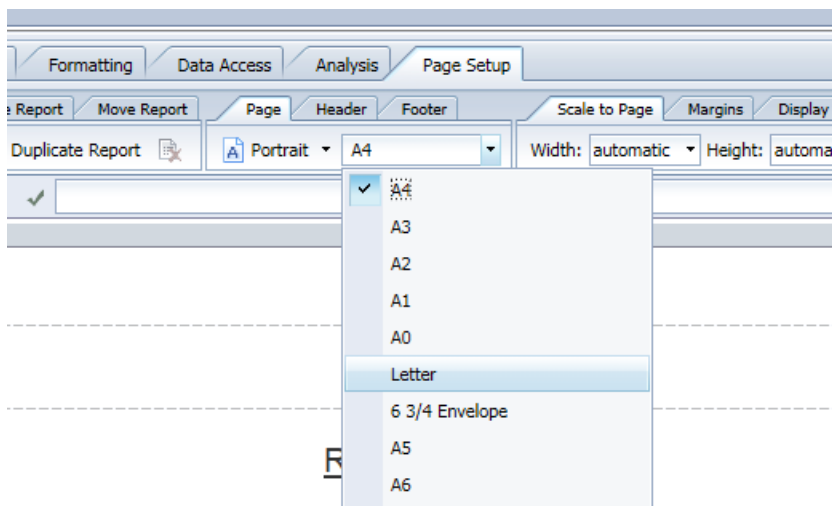 Formatting Data Access Analysis Page Setup
Report Move Report Page Header Footer Scale to Page Margins Display
Duplicate Report A Portrait A4 Width: automatic Height:
A4
A3
A2
A1
A0
Letter
6 3/4 Envelope
R
A5
A6